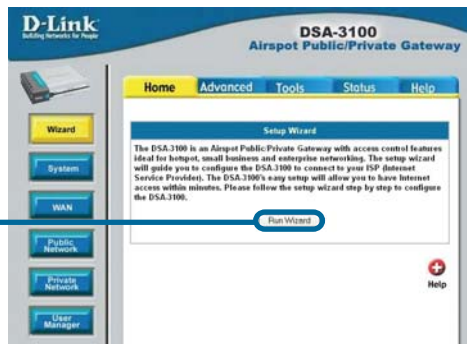 D-Link
Building Networks for People
DSA-3100
Airspot Public/Private Gateway
Home
Advanced
Tools
Status
Help
Wizard
System
WAN
Public Network
Private Network
User Manager
Setup Wizard
The DSA-3100 is an Airspot Public/Private Gateway with access control features
ideal for hotspot, small business and enterprise networking. The setup wizard
will guide you to configure the DSA-3100 to connect to your ISP (Internet
Service Provider). The DSA-3100's easy setup will allow you to have Internet
access within minutes. Please follow the setup wizard step by step to configure
the DSA-3100.
Run Wizard
Help